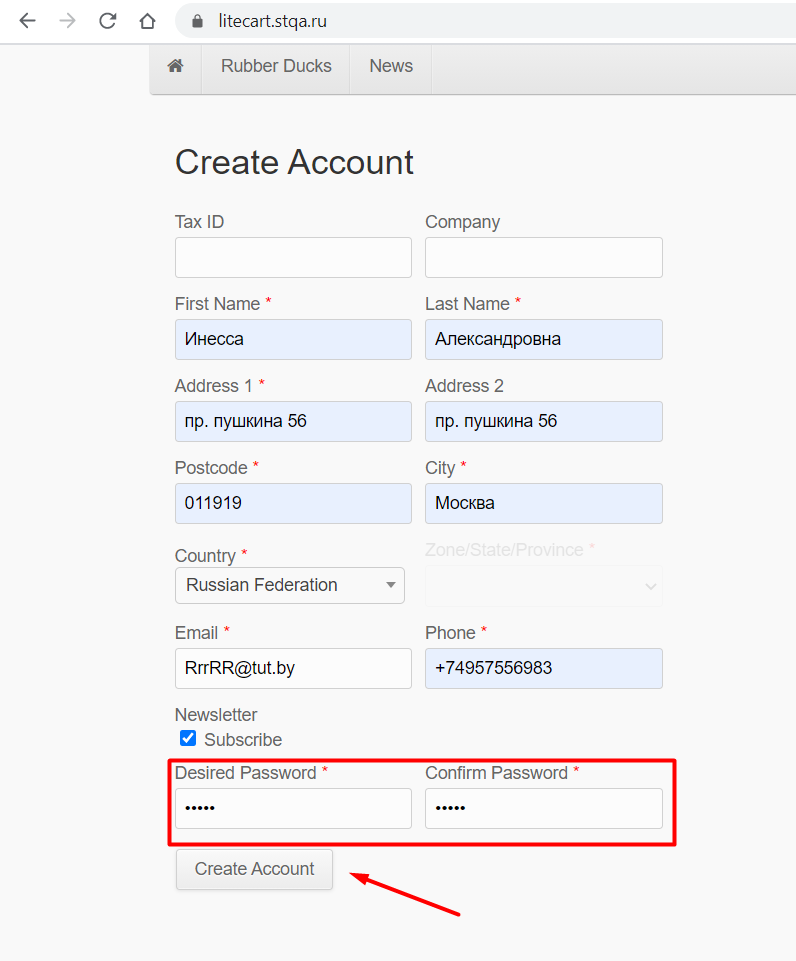 litecart.stqa.ru
Rubber Ducks News
Create Account
Tax ID Company
First Name * Last Name *
Инесса Александровна
Address 1 * Address 2
пр. пушкина 56 пр. пушкина 56
Postcode * City *
011919 Москва
Country * Zone/State/Province *
Russian Federation
Email * Phone *
RrrRR@tut.by +74957556983
Newsletter
Subscribe
Desired Password * Confirm Password *
••••• •••••
Create Account